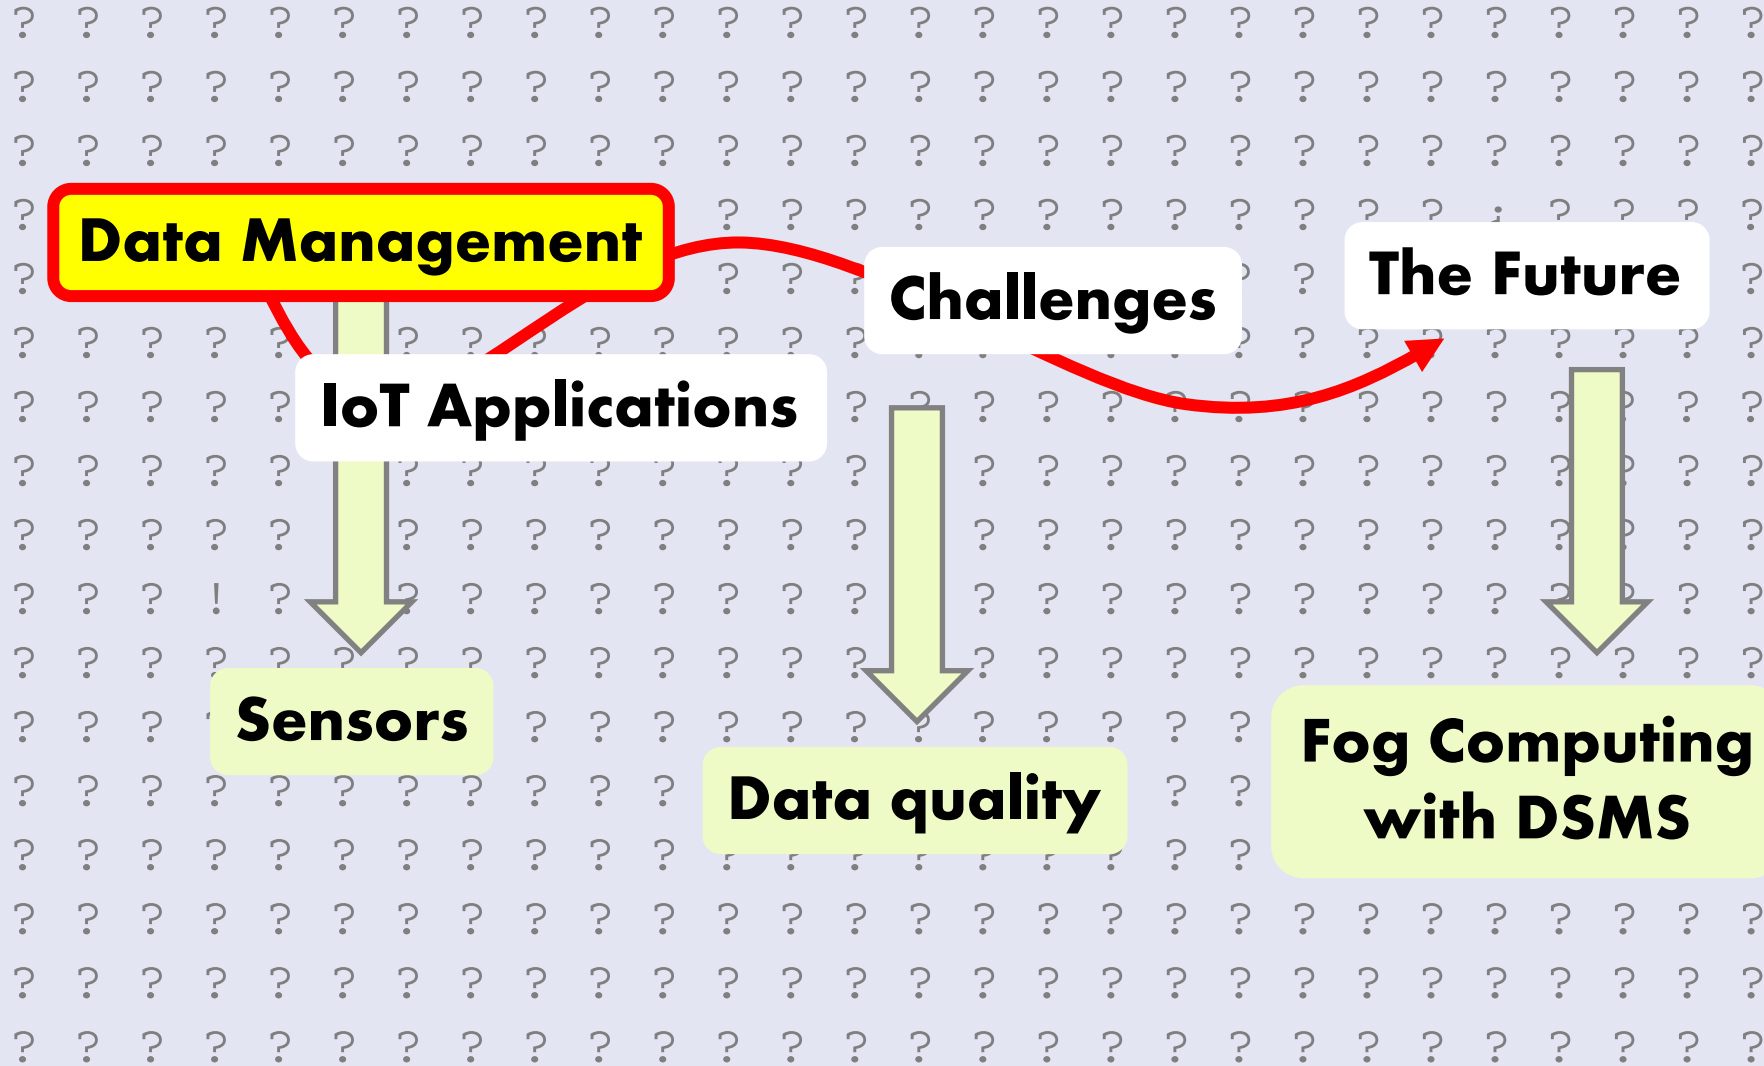 Data Management
Challenges
The Future
IoT Applications
Sensors
Data quality
Fog Computing
with DSMS